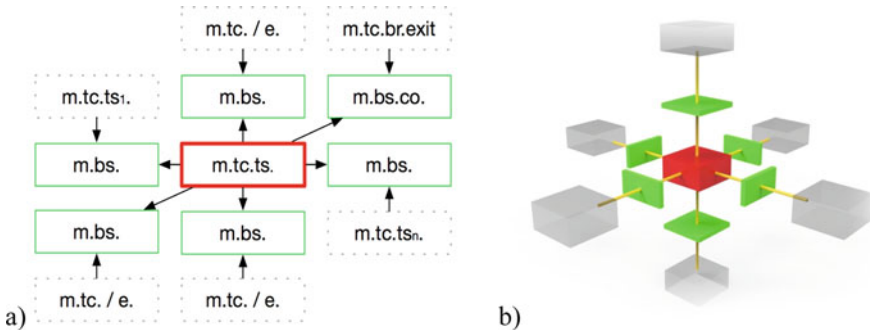 m.tc. / e.
m.tc.br.exit
m.tc.ts₁.
m.bs.
m.bs.co.
m.bs.
m.tc.ts.
m.bs.
m.bs.
m.bs.
m.tc.tsₙ.
m.tc. / e.
m.tc. / e.
a)
b)